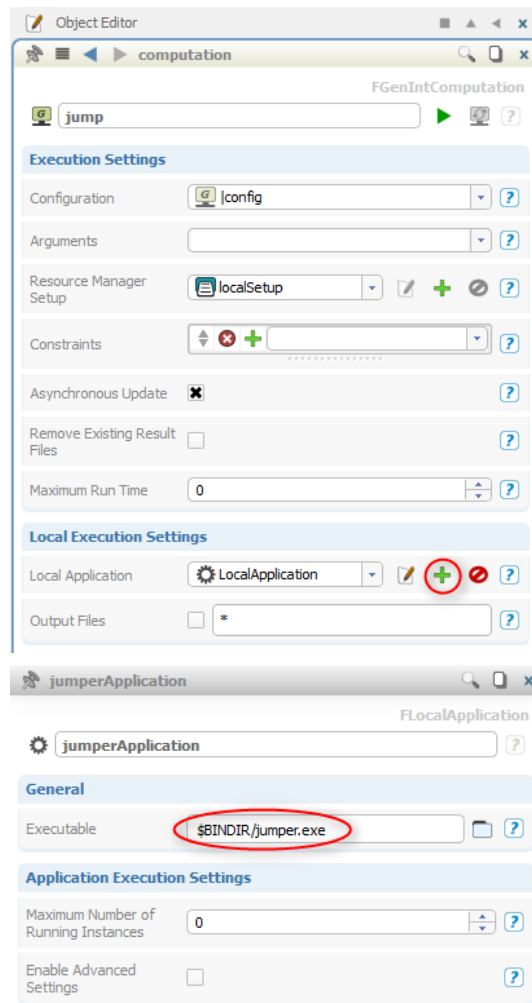 Object Editor
computation
FGenIntComputation
jump
Execution Settings
Configuration |config
Arguments
Resource Manager
Setup
localSetup
Constraints
Asynchronous Update
Remove Existing Result
Files
Maximum Run Time 0
Local Execution Settings
Local Application LocalApplication
Output Files *
jumperApplication
FLocalApplication
jumperApplication
General
Executable $BINDIR/jumper.exe
Application Execution Settings
Maximum Number of
Running Instances
0
Enable Advanced
Settings